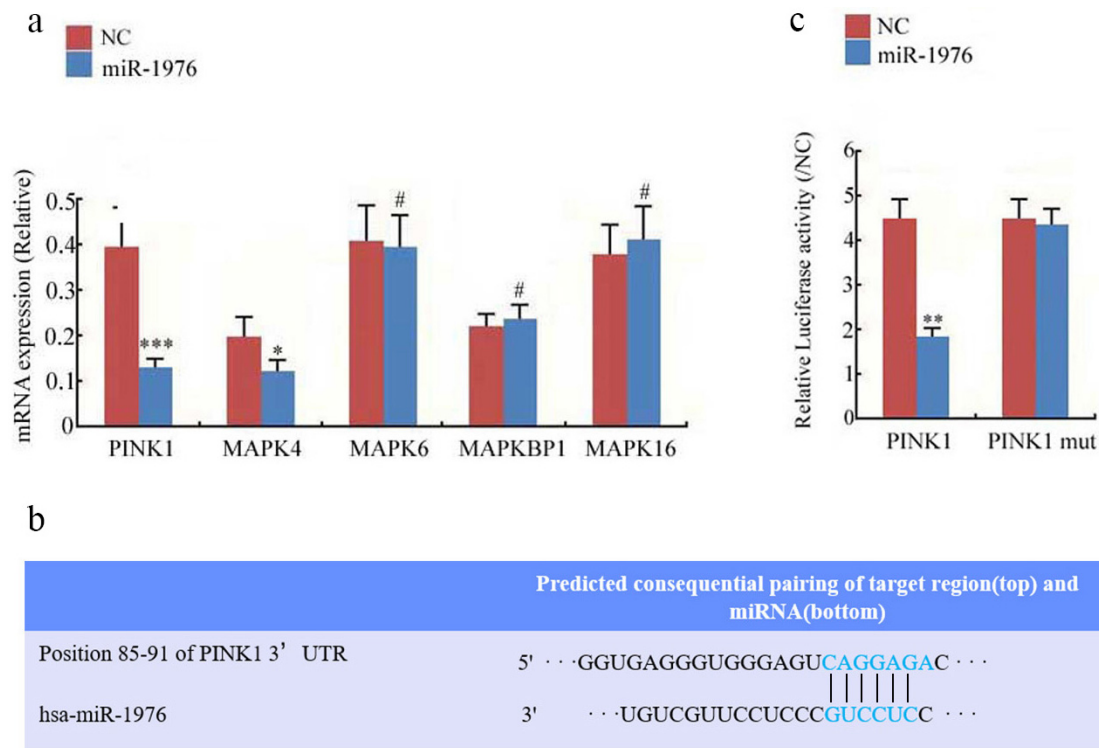 a
NC
miR-1976
mRNA expression (Relative)
0.5
0.4
0.3
0.2
0.1
0
***
*
#
#
#
PINK1
MAPK4
MAPK6
MAPKBP1
MAPK16
c
NC
miR-1976
Relative Luciferase activity (/NC)
6
5
4
3
2
1
0
**
PINK1
PINK1 mut
b
Predicted consequential pairing of target region(top) and
miRNA(bottom)
Position 85-91 of PINK1 3’ UTR
5' ···GGUGAGGGUGGGAGUCAGGAGAC···
hsa-miR-1976
3' ···UGUCGUUCCUCCCGUCCUCC ···